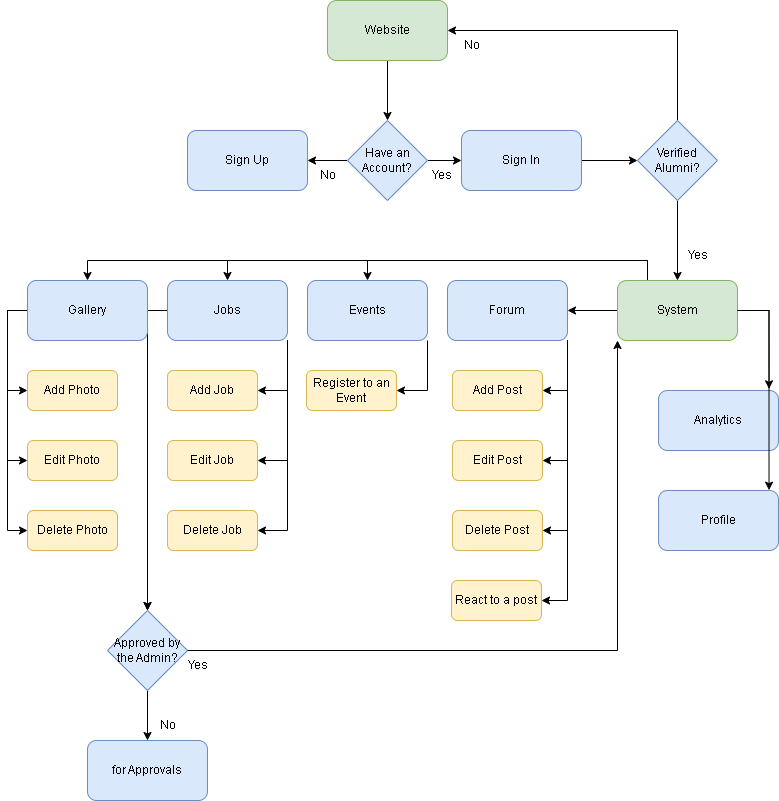 Website
No
Have an
Account?
Verified
Alumni?
Sign Up
Sign In
No
Yes
Yes
Gallery
Jobs
Events
Forum
System
Add Photo
Add Job
Register to an
Event
Add Post
Analytics
Edit Photo
Edit Job
Edit Post
Delete Photo
Delete Job
Delete Post
Profile
React to a post
Approved by
the Admin?
Yes
No
for Approvals